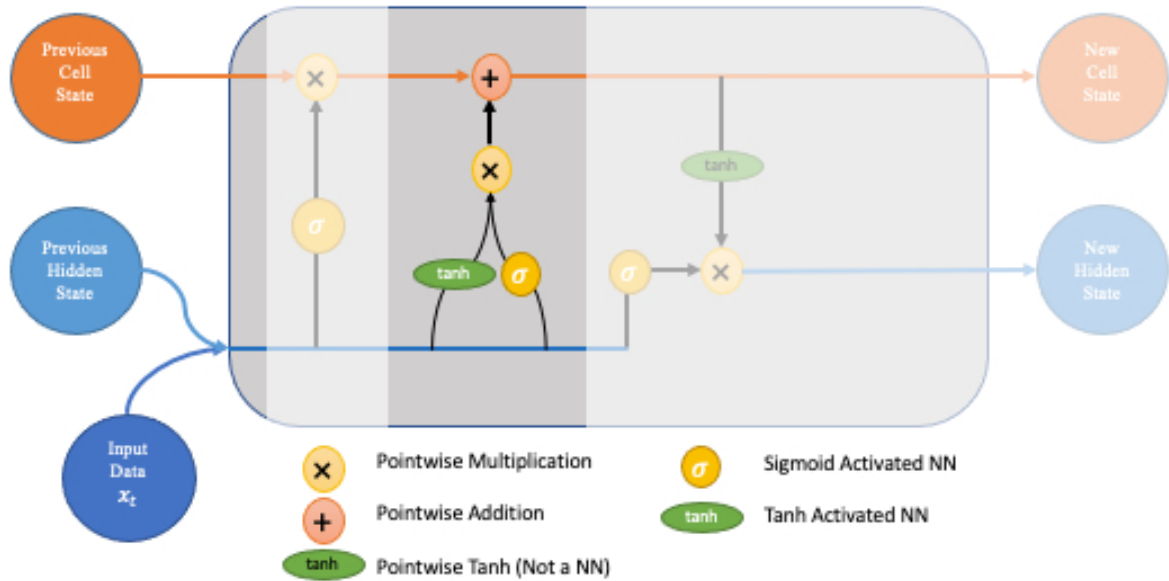 Previous
Cell
State
New
Cell
State
×
+
×
tanh
σ
Previous
Hidden
State
tanh
σ
σ
×
New
Hidden
State
Input
Data
xₜ
× Pointwise Multiplication
σ Sigmoid Activated NN
+ Pointwise Addition
tanh Tanh Activated NN
tanh Pointwise Tanh (Not a NN)